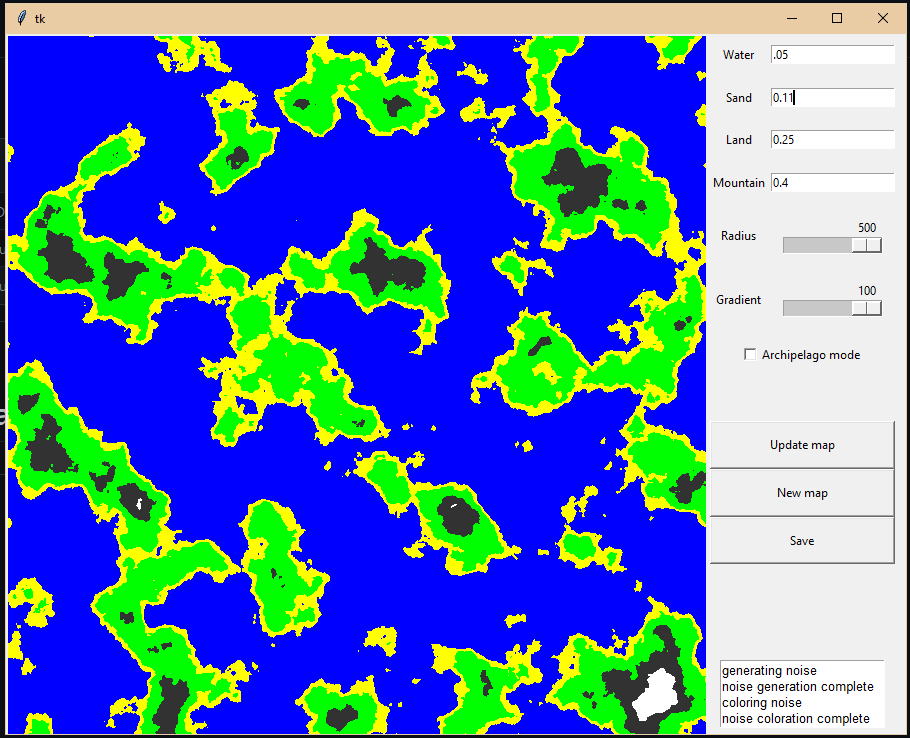 tk
Water .05
Sand 0.11
Land 0.25
Mountain 0.4
500
Radius
100
Gradient
Archipelago mode
Update map
New map
Save
generating noise
noise generation complete
coloring noise
noise coloration complete